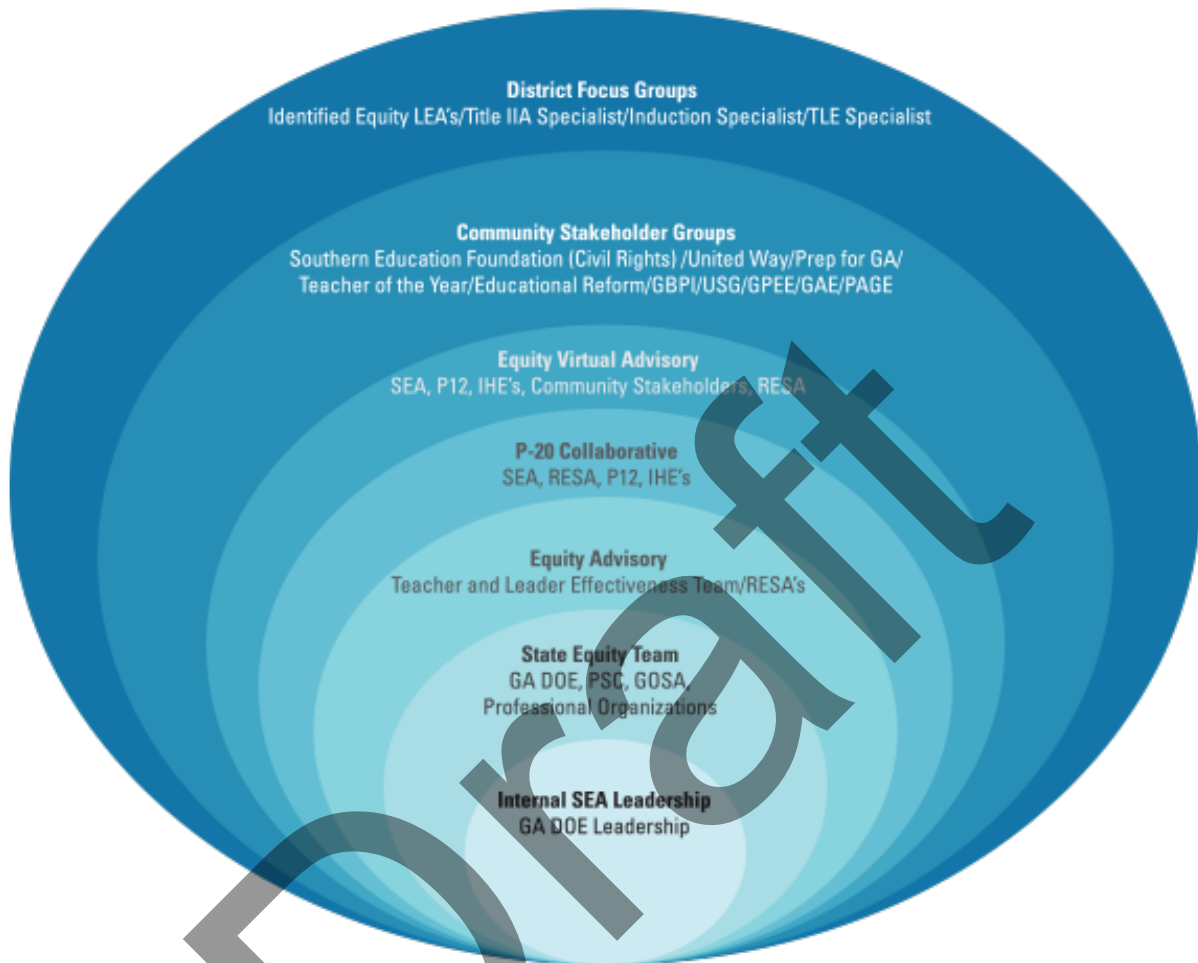 District Focus Groups
Identified Equity LEA's/Title IIA Specialist/Induction Specialist/TLE Specialist
Community Stakeholder Groups
Southern Education Foundation (Civil Rights) /United Way/Prep for GA/
Teacher of the Year/Educational Reform/GBPI/USG/GPEE/GAE/PAGE
Equity Virtual Advisory
SEA, P12, IHE's, Community Stakeholders, RESA
P-20 Collaborative
SEA, RESA, P12, IHE's
Equity Advisory
Teacher and Leader Effectiveness Team/RESA's
State Equity Team
GA DOE, PSC, GOSA,
Professional Organizations
Internal SEA Leadership
GA DOE Leadership
Draft